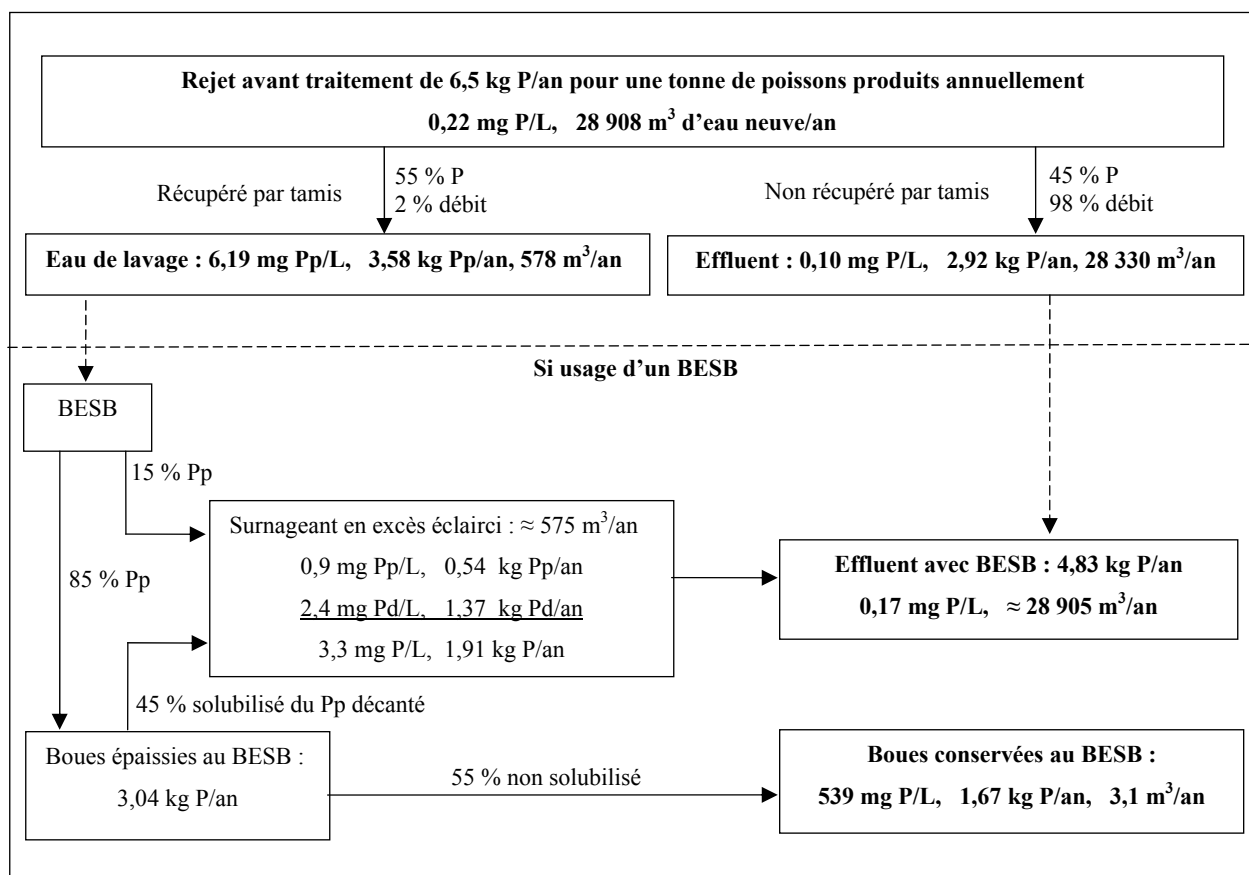 Rejet avant traitement de 6,5 kg P/an pour une tonne de poissons produits annuellement
0,22 mg P/L, 28 908 m³ d’eau neuve/an
Récupéré par tamis
55 % P
2 % débit
Non récupéré par tamis
45 % P
98 % débit
Eau de lavage : 6,19 mg Pp/L, 3,58 kg Pp/an, 578 m³/an
Effluent : 0,10 mg P/L, 2,92 kg P/an, 28 330 m³/an
Si usage d’un BESB
BESB
15 % Pp
85 % Pp
Surnageant en excès éclairci : ≈ 575 m³/an
0,9 mg Pp/L, 0,54 kg Pp/an
2,4 mg Pd/L, 1,37 kg Pd/an
3,3 mg P/L, 1,91 kg P/an
Effluent avec BESB : 4,83 kg P/an
0,17 mg P/L, ≈ 28 905 m³/an
45 % solubilisé du Pp décanté
Boues épaissies au BESB :
3,04 kg P/an
55 % non solubilisé
Boues conservées au BESB :
539 mg P/L, 1,67 kg P/an, 3,1 m³/an